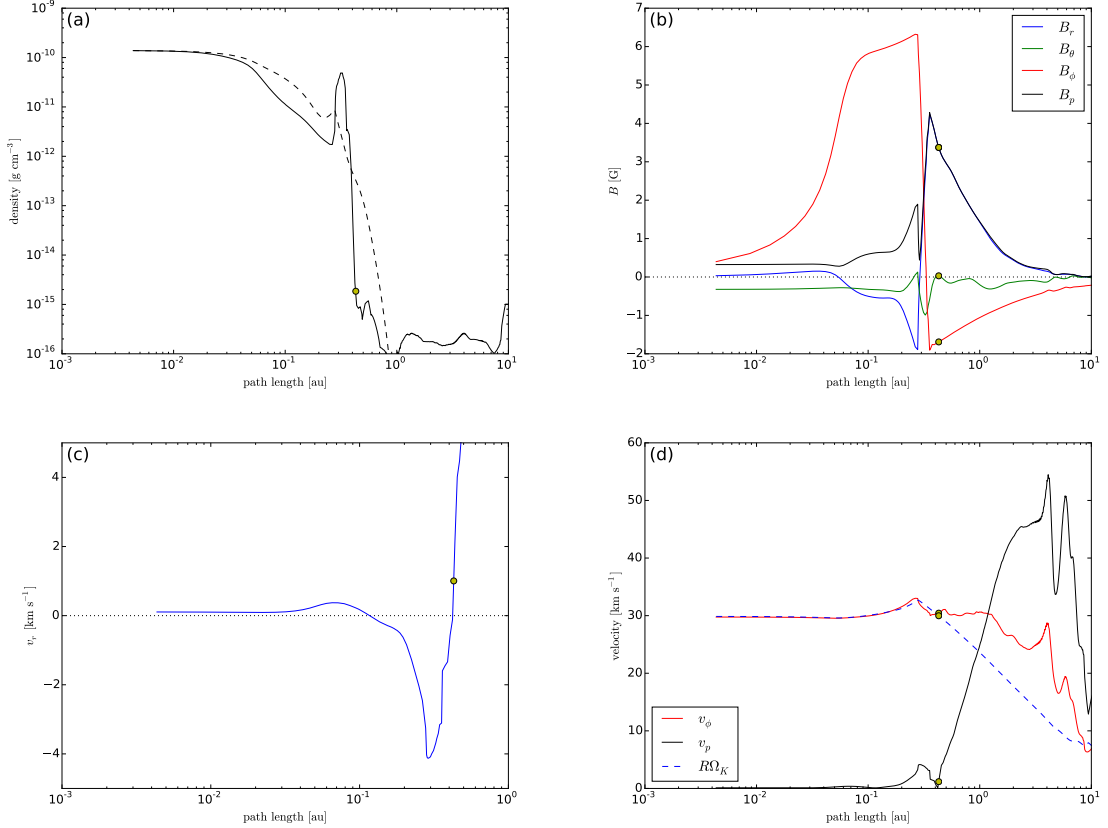 (a)
10^-9
10^-10
10^-11
10^-12
10^-13
10^-14
10^-15
10^-16
density [g cm^−3]
10^-3 10^-2 10^-1 10^0 10^1
path length [au]
(b)
7
6
5
4
3
2
1
0
−1
−2
B [G]
B_r
B_θ
B_ϕ
B_p
10^-3 10^-2 10^-1 10^0 10^1
path length [au]
(c)
4
2
0
−2
−4
v_r [km s^−1]
10^-3 10^-2 10^-1 10^0
path length [au]
(d)
60
50
40
30
20
10
0
velocity [km s^−1]
v_ϕ
v_p
RΩ_K
10^-3 10^-2 10^-1 10^0 10^1
path length [au]